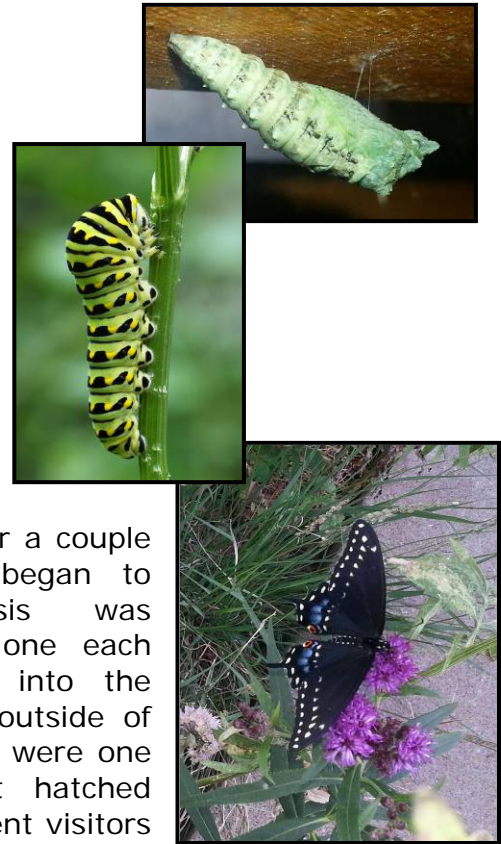 r a couple
began to
sis was
one each
into the
outside of
were one
t hatched
ent visitors